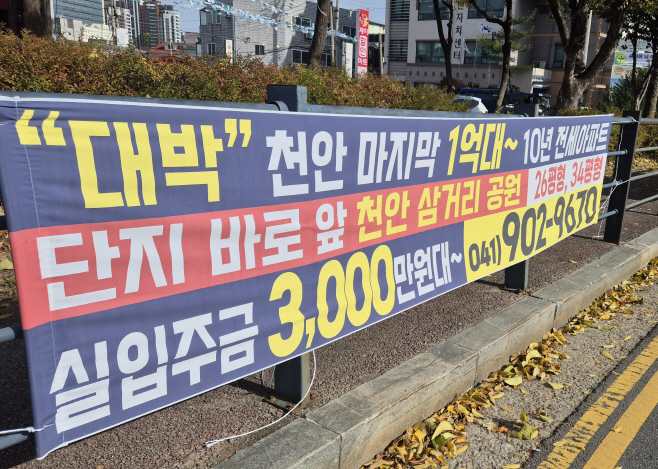 “대박” 천안 마지막 1억대~ 10년 전세아파트
단지 바로 앞 천안 삼거리 공원 26평형, 34평형
실입주금 3,000만원대~ 041) 902-9670